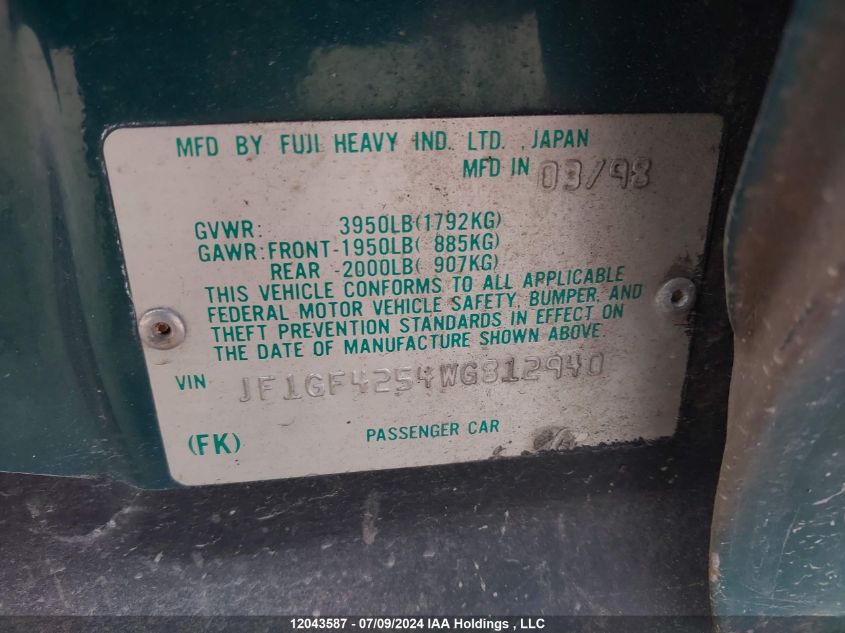 MFD BY FUJI HEAVY IND. LTD., JAPAN
MFD IN 03/98
GVWR: 3950LB(1792KG)
GAWR:FRONT-1950LB( 885KG)
REAR -2000LB( 907KG)
THIS VEHICLE CONFORMS TO ALL APPLICABLE
FEDERAL MOTOR VEHICLE SAFETY, BUMPER, AND
THEFT PREVENTION STANDARDS IN EFFECT ON
THE DATE OF MANUFACTURE SHOWN ABOVE.
VIN JF1GF4254WG812940
(FK) PASSENGER CAR
12043587 - 07/09/2024 IAA Holdings , LLC